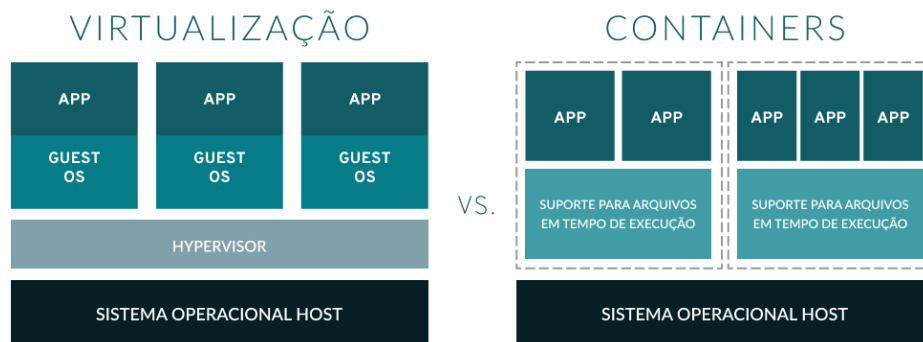 VIRTUALIZAÇÃO
APP
APP
APP
GUEST
OS
GUEST
OS
GUEST
OS
HYPERVISOR
SISTEMA OPERACIONAL HOST
VS.
CONTAINERS
APP
APP
APP
APP
APP
SUPORTE PARA ARQUIVOS
EM TEMPO DE EXECUÇÃO
SUPORTE PARA ARQUIVOS
EM TEMPO DE EXECUÇÃO
SISTEMA OPERACIONAL HOST